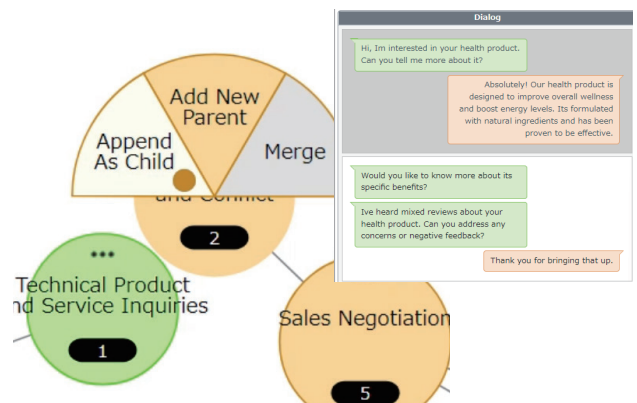 Dialog
Hi, Im interested in your health product.
Can you tell me more about it?
Absolutely! Our health product is
designed to improve overall wellness
and boost energy levels. Its formulated
with natural ingredients and has been
proven to be effective.
Would you like to know more about its
specific benefits?
Ive heard mixed reviews about your
health product. Can you address any
concerns or negative feedback?
Thank you for bringing that up.
Add New
Parent
Append
As Child
Merge
and Conflict
2
•••
Technical Product
nd Service Inquiries
1
Sales Negotiation
5